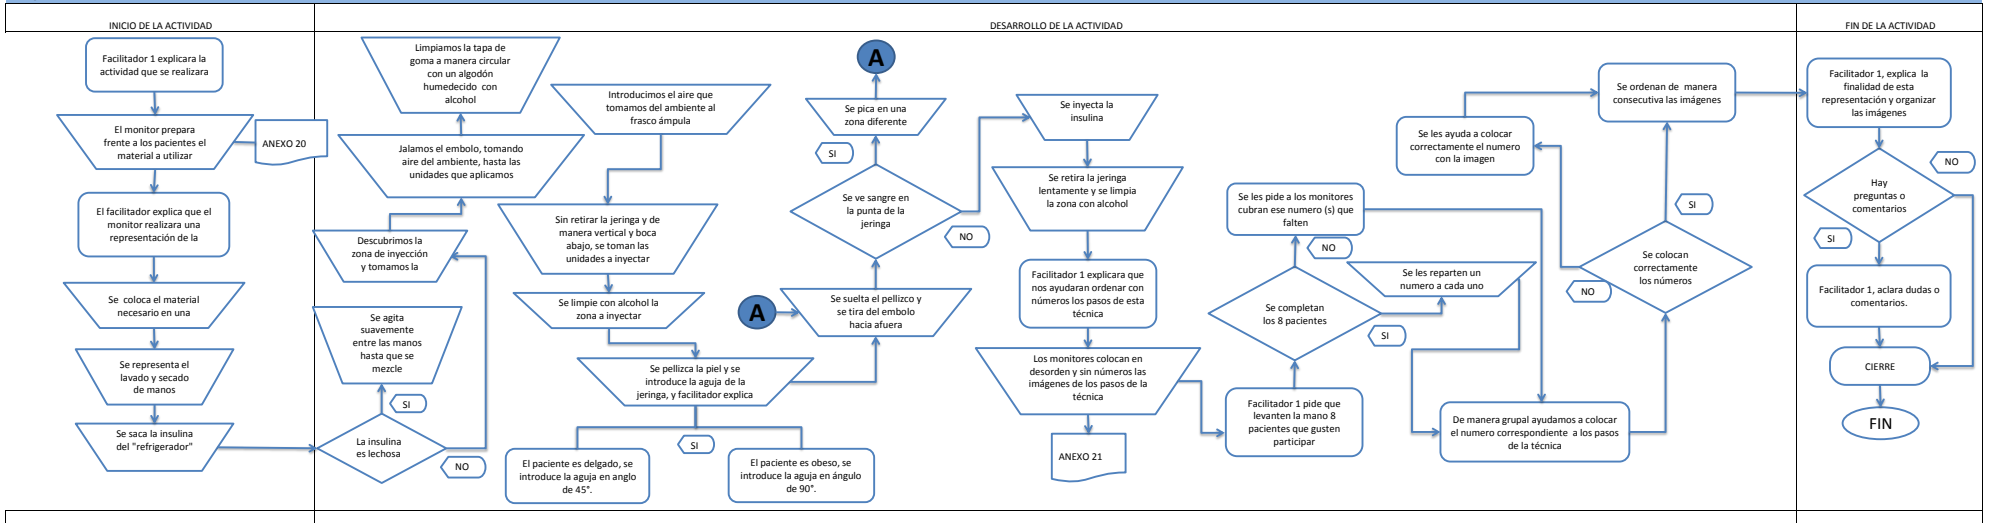 INICIO DE LA ACTIVIDAD
DESARROLLO DE LA ACTIVIDAD
FIN DE LA ACTIVIDAD
Facilitador 1 explicara la
actividad que se realizara
El monitor prepara
frente a los pacientes el
material a utilizar
ANEXO 20
El facilitador explica que el
monitor realizara una
representación de la
Se coloca el material
necesario en una
Se representa el
lavado y secado
de manos
Se saca la insulina
del "refrigerador"
La insulina
es lechosa
SI
NO
Se agita
suavemente
entre las manos
hasta que se
mezcle
Descubrimos la
zona de inyección
y tomamos la
Jalamos el embolo, tomando
aire del ambiente, hasta las
unidades que aplicamos
Limpiamos la tapa de
goma a manera circular
con un algodón
humedecido con
alcohol
Introducimos el aire que
tomamos del ambiente al
frasco ámpula
Sin retirar la jeringa y de
manera vertical y boca
abajo, se toman las
unidades a inyectar
Se limpie con alcohol la
zona a inyectar
Se pellizca la piel y se
introduce la aguja de la
jeringa, y facilitador explica
SI
El paciente es delgado, se
introduce la aguja en anglo
de 45°.
El paciente es obeso, se
introduce la aguja en ángulo
de 90°.
A
Se suelta el pellizco y
se tira del embolo
hacia afuera
Se ve sangre en
la punta de la
jeringa
SI
NO
Se pica en una
zona diferente
A
Se inyecta la
insulina
Se retira la jeringa
lentamente y se limpia
la zona con alcohol
Facilitador 1 explicara que
nos ayudaran ordenar con
números los pasos de esta
técnica
Los monitores colocan en
desorden y sin números las
imágenes de los pasos de la
técnica
ANEXO 21
Facilitador 1 pide que
levanten la mano 8
pacientes que gusten
participar
Se completan
los 8 pacientes
NO
SI
Se les pide a los monitores
cubran ese numero (s) que
falten
Se les reparten un
numero a cada uno
De manera grupal ayudamos a colocar
el numero correspondiente a los pasos
de la técnica
Se colocan
correctamente
los números
SI
NO
Se les ayuda a colocar
correctamente el numero
con la imagen
Se ordenan de manera
consecutiva las imágenes
Facilitador 1, explica la
finalidad de esta
representación y organizar
las imágenes
Hay
preguntas o
comentarios
NO
SI
Facilitador 1, aclara dudas o
comentarios.
CIERRE
FIN